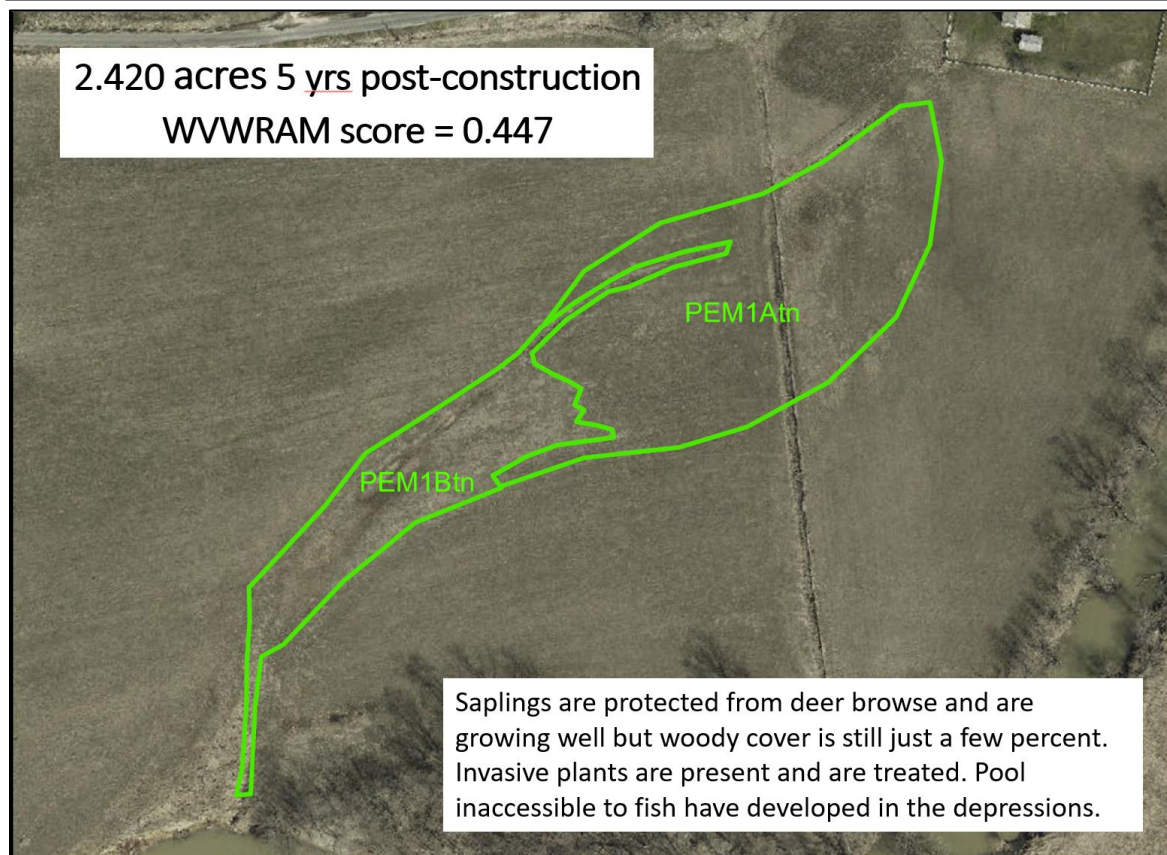 2.420 acres 5 yrs post-construction
WVWRAM score = 0.447
PEM1Atn
PEM1Btn
Saplings are protected from deer browse and are
growing well but woody cover is still just a few percent.
Invasive plants are present and are treated. Pool
inaccessible to fish have developed in the depressions.